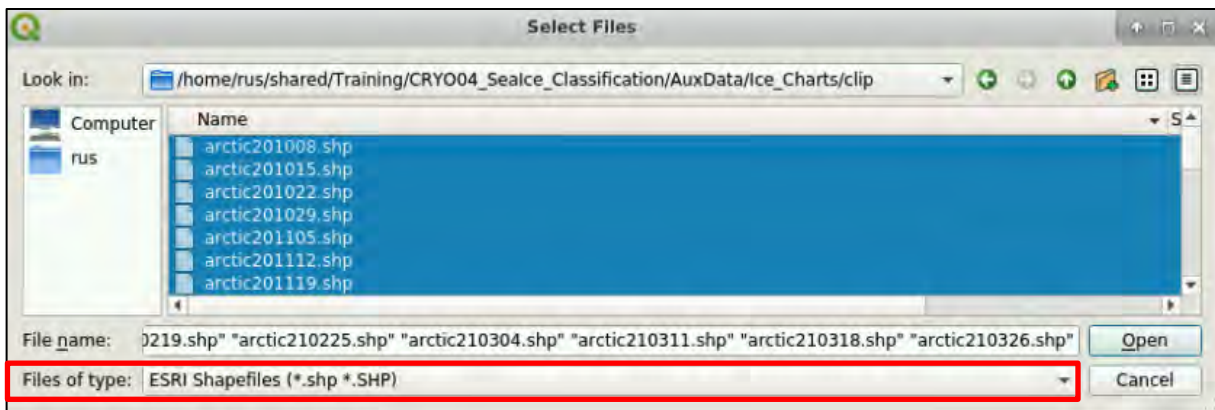 Select Files
Look in: /home/rus/shared/Training/CRYO04_SeaIce_Classification/AuxData/Ice_Charts/clip
Computer
rus
Name S
arctic201008.shp
arctic201015.shp
arctic201022.shp
arctic201029.shp
arctic201105.shp
arctic201112.shp
arctic201119.shp
File name: 0219.shp" "arctic210225.shp" "arctic210304.shp" "arctic210311.shp" "arctic210318.shp" "arctic210326.shp" Open
Files of type: ESRI Shapefiles (*.shp *.SHP) Cancel